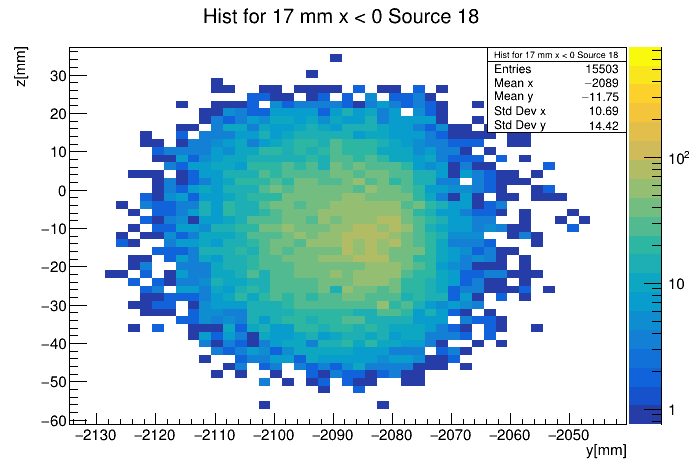 Hist for 17 mm x < 0 Source 18
z[mm]
Hist for 17 mm x < 0 Source 18
Entries 15503
Mean x −2089
Mean y −11.75
Std Dev x 10.69
Std Dev y 14.42
30
20
10
0
−10
−20
−30
−40
−50
−60
−2130 −2120 −2110 −2100 −2090 −2080 −2070 −2060 −2050
y[mm]
10²
10
1